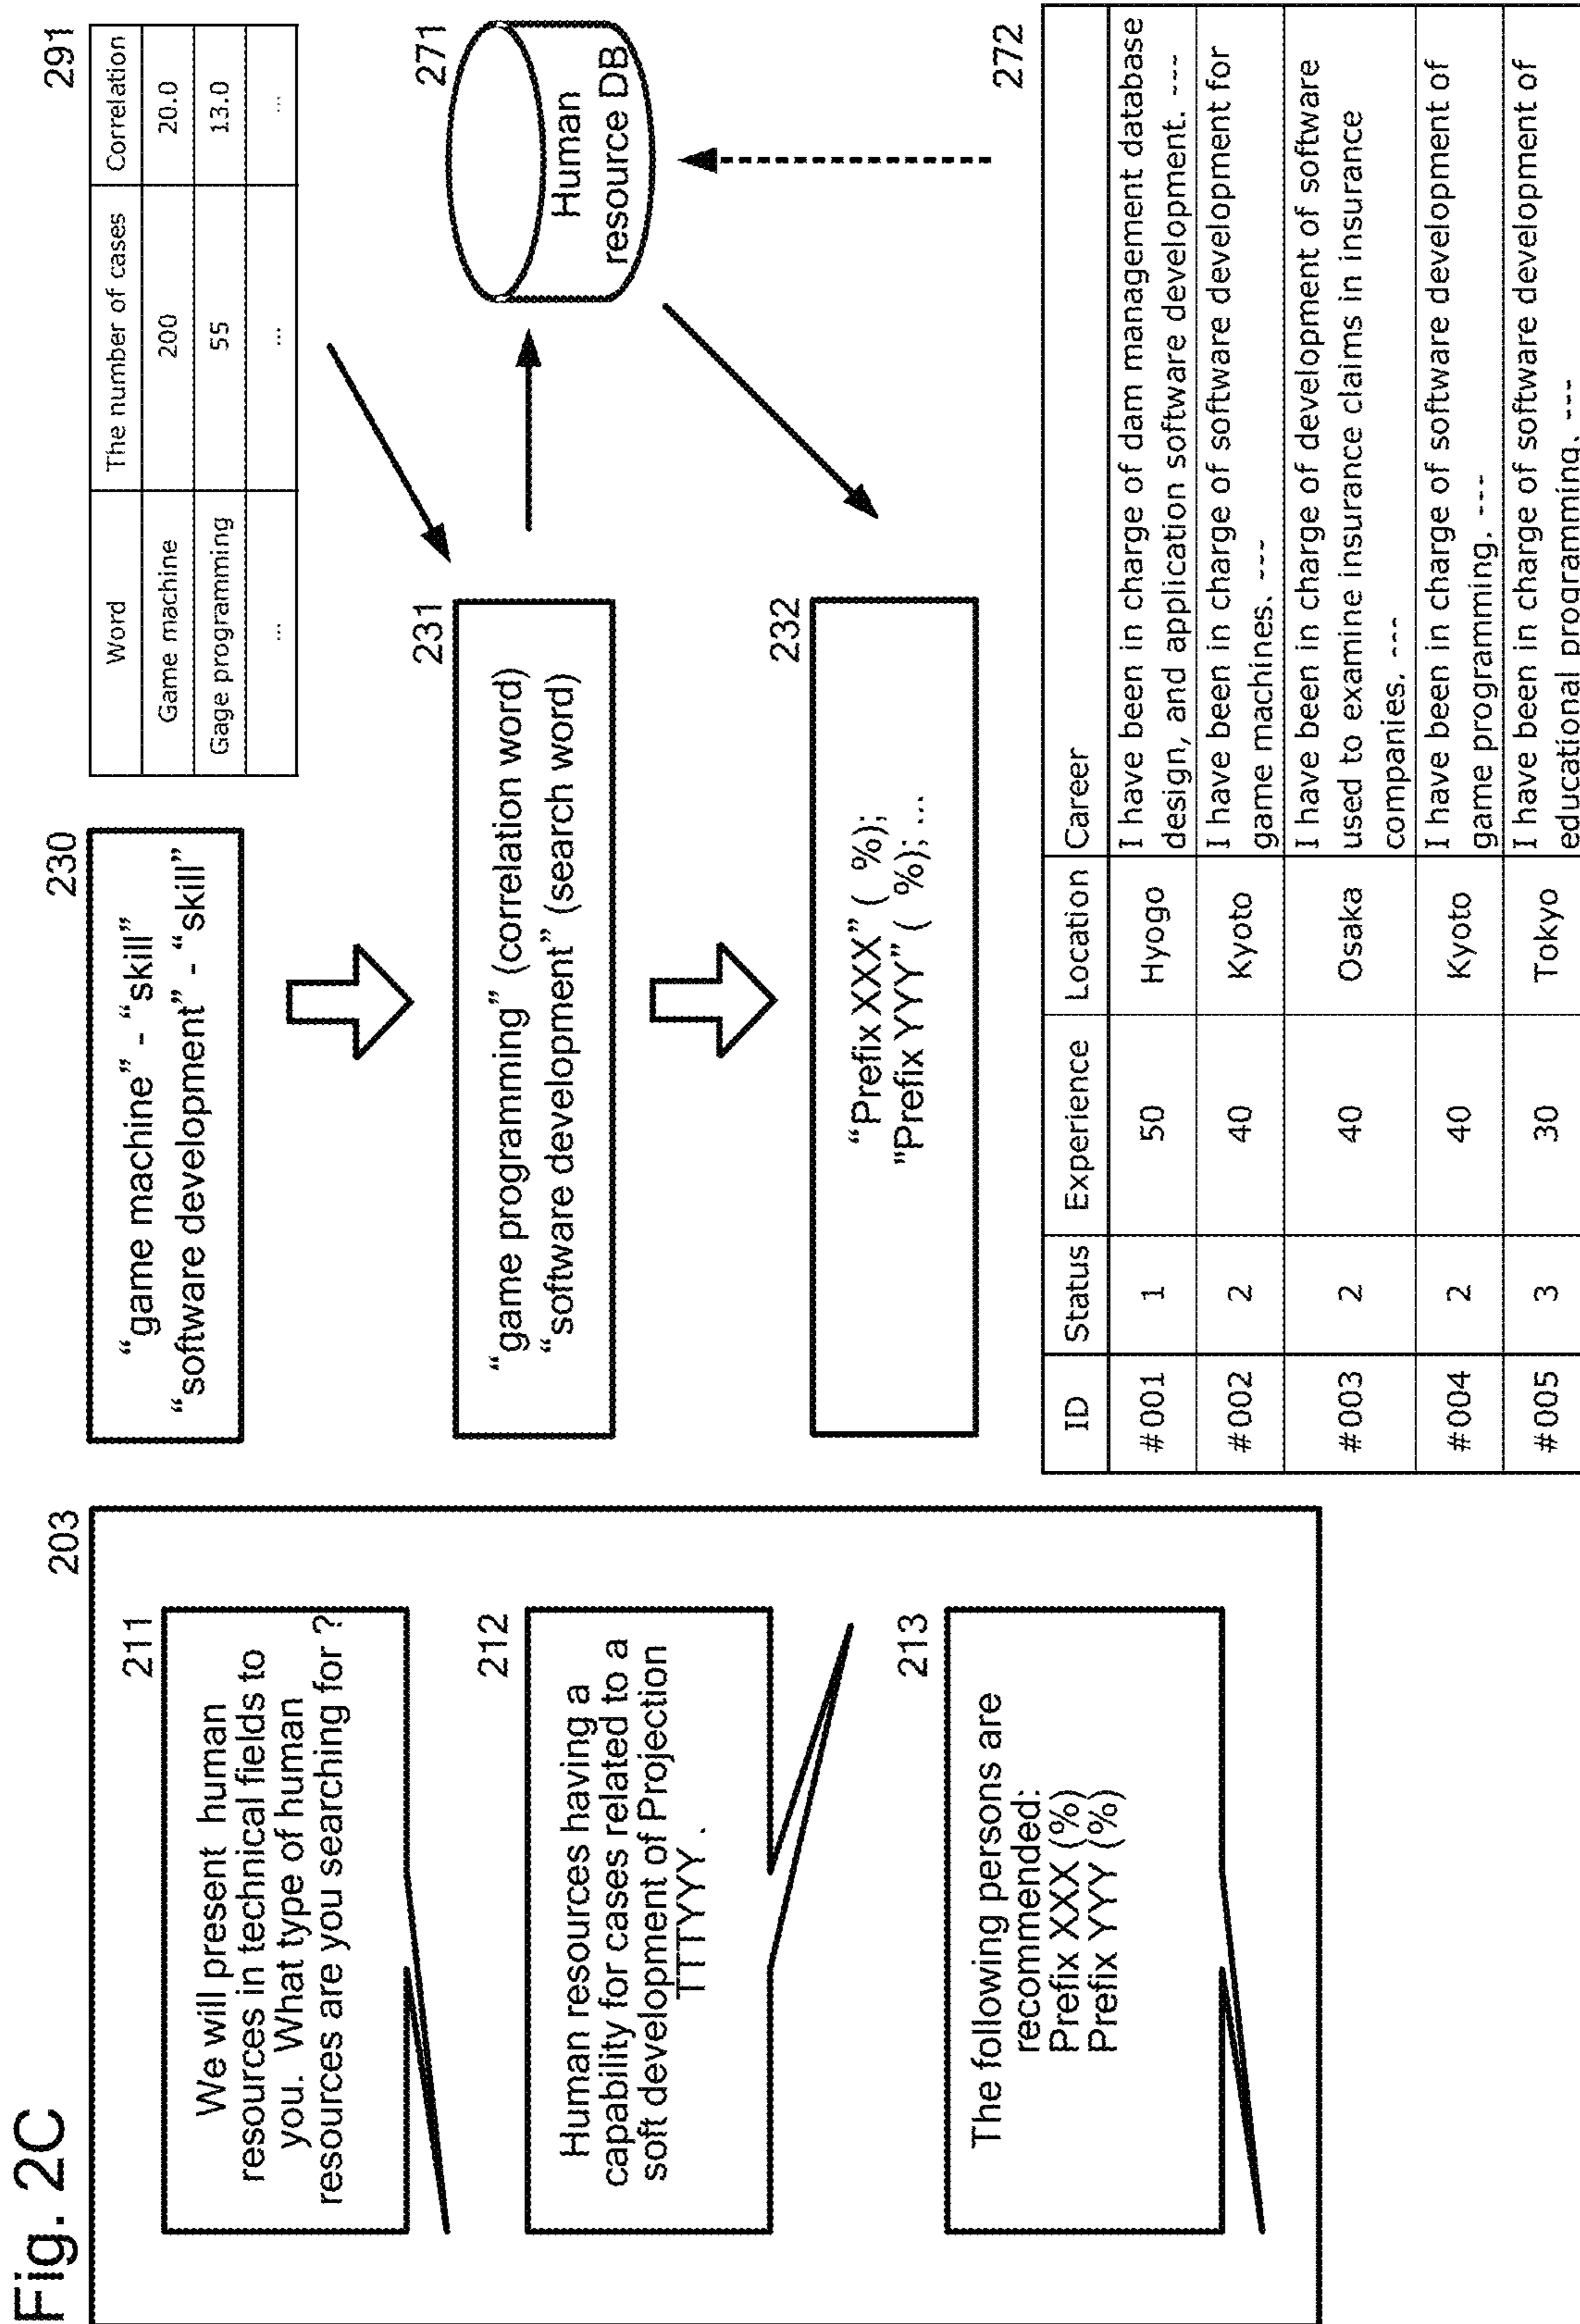 Fig. 2C
203
211
We will present human
resources in technical fields to
you. What type of human
resources are you searching for ?
212
Human resources having a
capability for cases related to a
soft development of Projection
TTTYYY .
213
The following persons are
recommended:
Prefix XXX (%)
Prefix YYY (%)
230
“game machine” - “skill”
“software development” - “skill”
291
Word The number of cases Correlation
Game machine 200 20.0
Gage programming 55 13.0
... ... ...
231
“game programming” (correlation word)
“software development” (search word)
271
Human
resource DB
232
“Prefix XXX” ( %);
"Prefix YYY” ( %); ...
272
ID Status Experience Location Career
#001 1 50 Hyogo I have been in charge of dam management database
design, and application software development. ---
#002 2 40 Kyoto I have been in charge of software development for
game machines. ---
#003 2 40 Osaka I have been in charge of development of software
used to examine insurance claims in insurance
companies. ---
#004 2 40 Kyoto I have been in charge of software development of
game programming. ---
#005 3 30 Tokyo I have been in charge of software development of
educational programming. ---